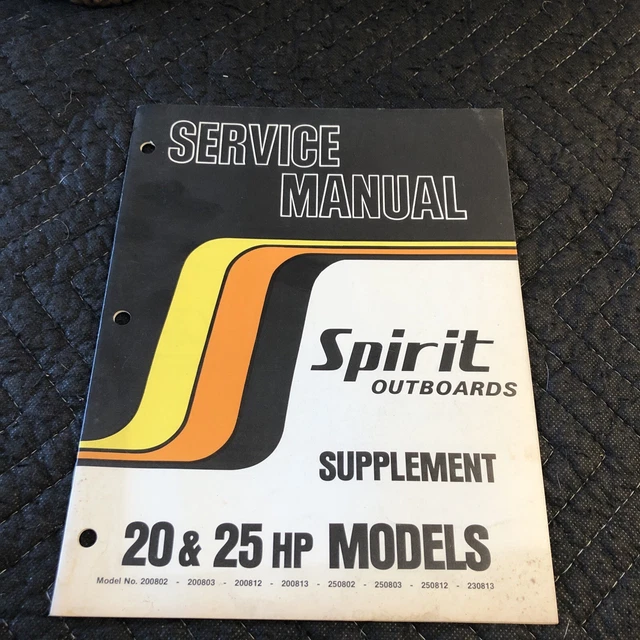 SERVICE
MANUAL
Spirit
OUTBOARDS
SUPPLEMENT
20 & 25 HP MODELS
Model No. 200802 - 200803 - 200812 - 200813 - 250802 - 250803 - 250812 - 230813